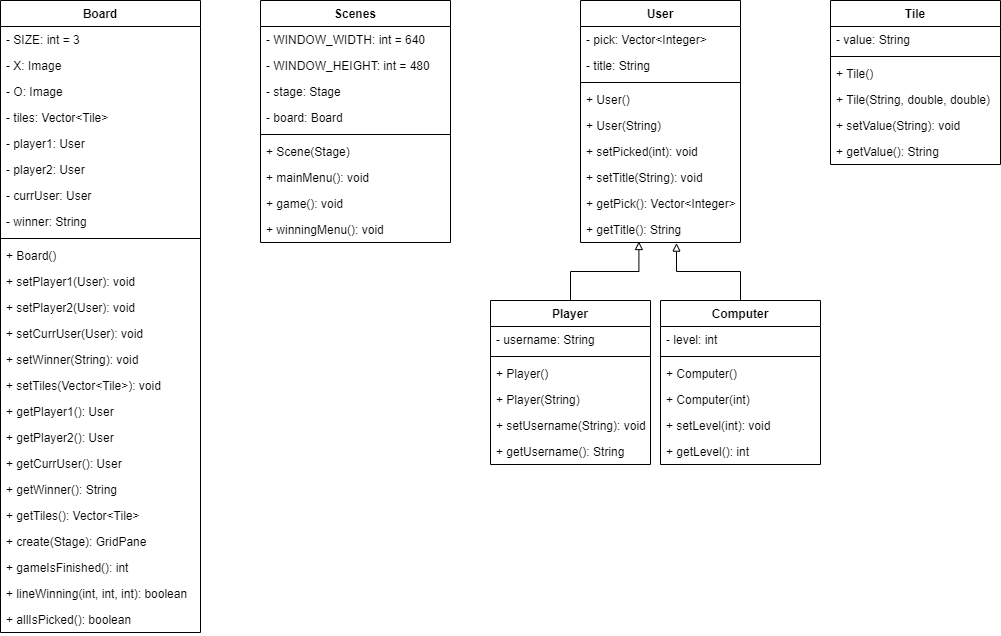 Board
- SIZE: int = 3
- X: Image
- O: Image
- tiles: Vector<Tile>
- player1: User
- player2: User
- currUser: User
- winner: String
+ Board()
+ setPlayer1(User): void
+ setPlayer2(User): void
+ setCurrUser(User): void
+ setWinner(String): void
+ setTiles(Vector<Tile>): void
+ getPlayer1(): User
+ getPlayer2(): User
+ getCurrUser(): User
+ getWinner(): String
+ getTiles(): Vector<Tile>
+ create(Stage): GridPane
+ gameIsFinished(): int
+ lineWinning(int, int, int): boolean
+ allIsPicked(): boolean
Scenes
- WINDOW_WIDTH: int = 640
- WINDOW_HEIGHT: int = 480
- stage: Stage
- board: Board
+ Scene(Stage)
+ mainMenu(): void
+ game(): void
+ winningMenu(): void
User
- pick: Vector<Integer>
- title: String
+ User()
+ User(String)
+ setPicked(int): void
+ setTitle(String): void
+ getPick(): Vector<Integer>
+ getTitle(): String
Tile
- value: String
+ Tile()
+ Tile(String, double, double)
+ setValue(String): void
+ getValue(): String
Player
- username: String
+ Player()
+ Player(String)
+ setUsername(String): void
+ getUsername(): String
Computer
- level: int
+ Computer()
+ Computer(int)
+ setLevel(int): void
+ getLevel(): int